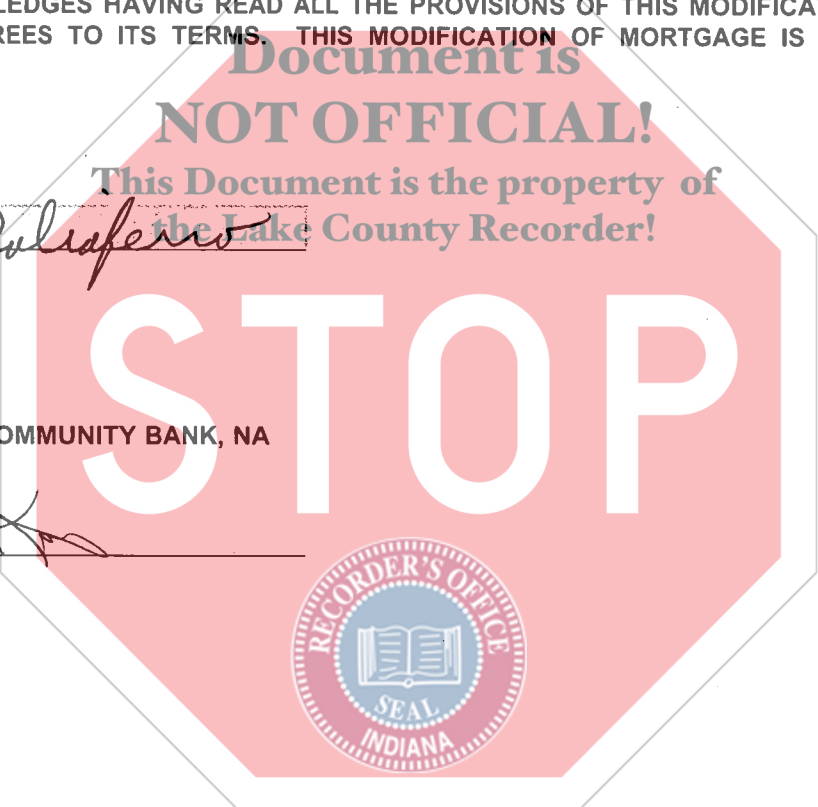 LEDGES HAVING READ ALL THE PROVISIONS OF THIS MODIFICA
REES TO ITS TERMS. THIS MODIFICATION OF MORTGAGE IS
Document is
NOT OFFICIAL!
This Document is the property of
the Lake County Recorder!
STOP
OMMUNITY BANK, NA
RECORDER'S OFFICE
SEAL
INDIANA